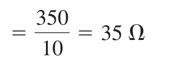 = 350/10 = 35 Ω